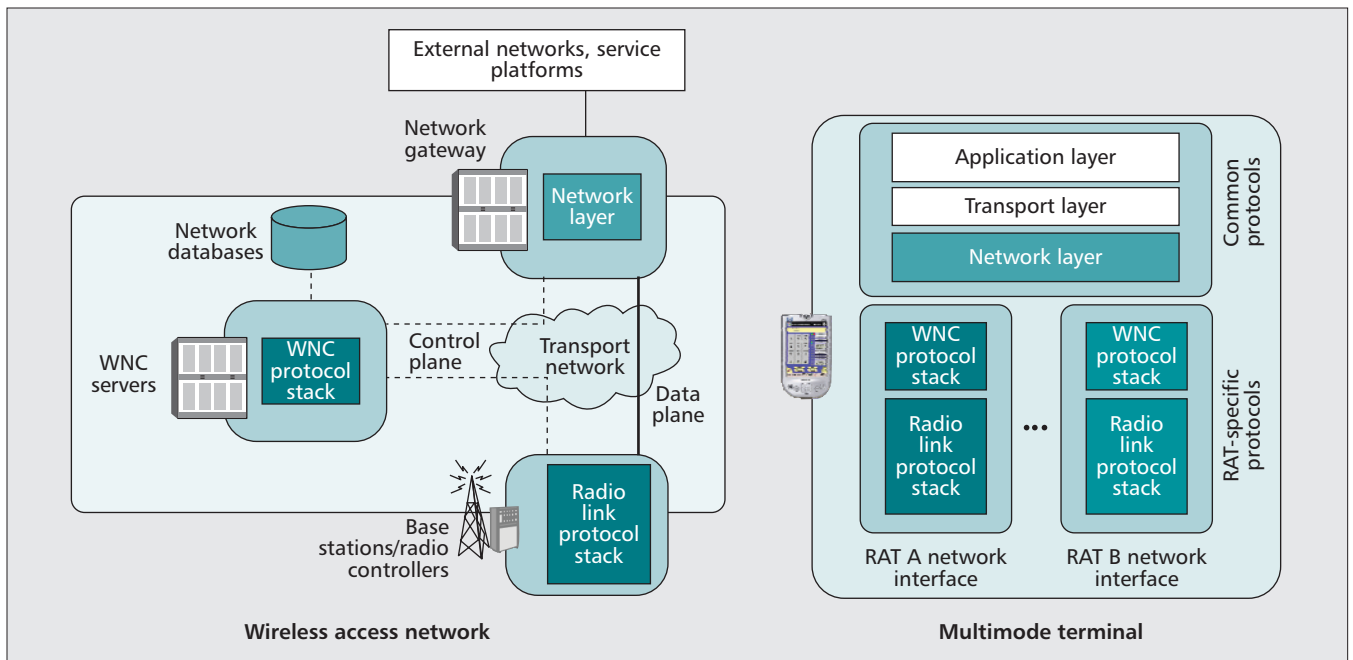 External networks, service
platforms
Network
gateway
Network
layer
Network
databases
WNC
servers
WNC
protocol
stack
Control
plane
Transport
network
Data
plane
Base
stations/radio
controllers
Radio
link
protocol
stack
Wireless access network
Application layer
Transport layer
Network layer
Common
protocols
WNC
protocol
stack
Radio
link
protocol
stack
...
WNC
protocol
stack
Radio
link
protocol
stack
RAT-specific
protocols
RAT A network
interface
RAT B network
interface
Multimode terminal